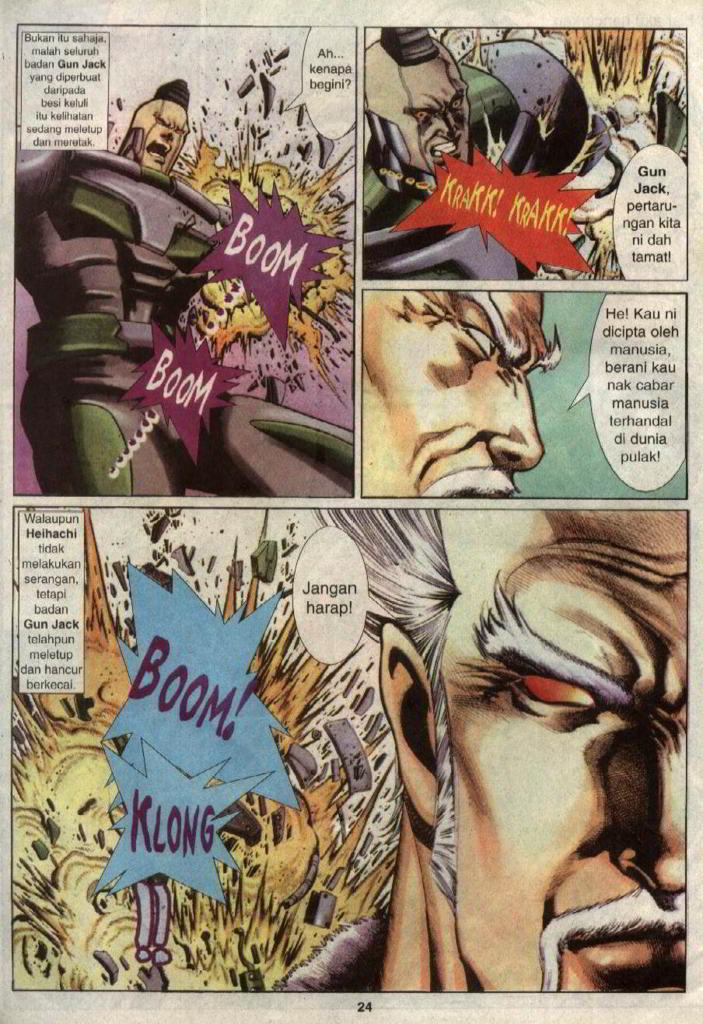 Bukan itu sahaja,
malah seluruh
badan Gun Jack
yang diperbuat
daripada
besi keluli
itu kelihatan
sedang meletup
dan meretak.
Ah...
kenapa
begini?
BOOM
BOOM
KRAKK! KRAKK!
Gun
Jack,
pertaru-
ngan kita
ni dah
tamat!
He! Kau ni
dicipta oleh
manusia,
berani kau
nak cabar
manusia
terhandal
di dunia
pulak!
Walaupun
Heihachi
tidak
melakukan
serangan,
tetapi
badan
Gun Jack
telahpun
meletup
dan hancur
berkecai.
Jangan
harap!
BOOM!
KLONG
24